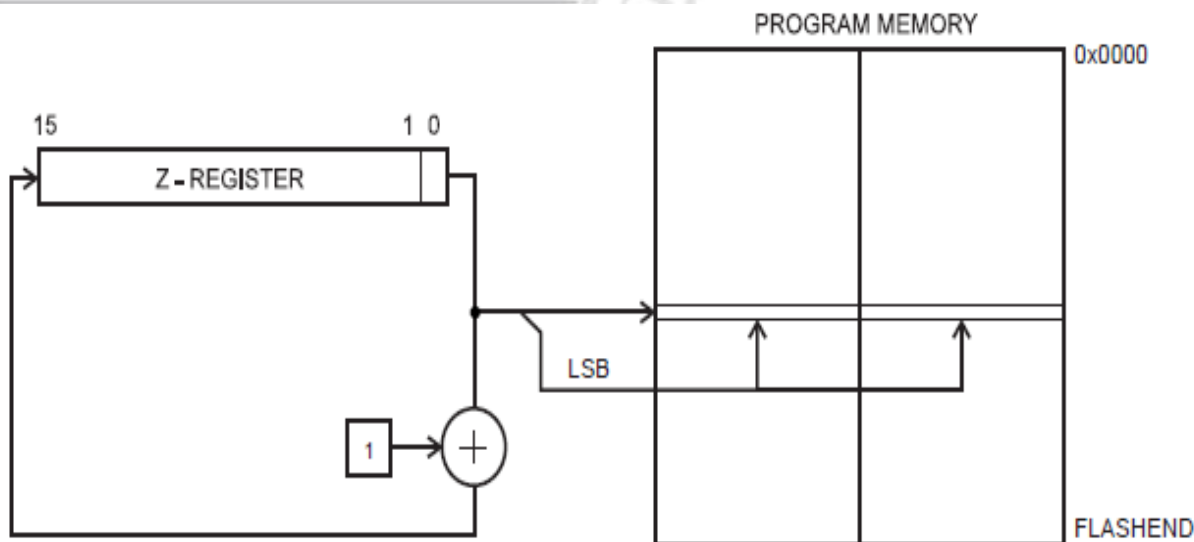 PROGRAM MEMORY
0x0000
15
1 0
Z - REGISTER
LSB
1
+
FLASHEND